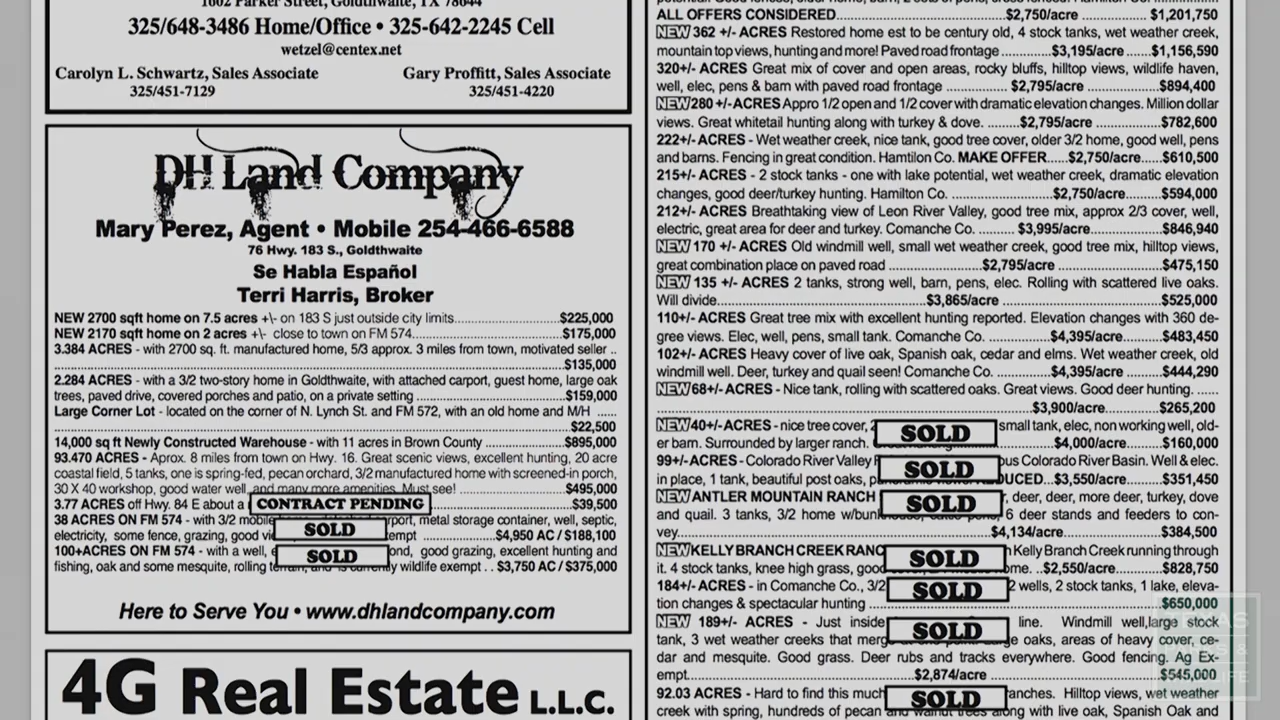 1602 Parker Street, Goldthwaite, TX 78644
325/648-3486 Home/Office • 325-642-2245 Cell
wetzel@centex.net
Carolyn L. Schwartz, Sales Associate
325/451-7129
Gary Proffitt, Sales Associate
325/451-4220
DH Land Company
Mary Perez, Agent • Mobile 254-466-6588
76 Hwy. 183 S., Goldthwaite
Se Habla Español
Terri Harris, Broker
NEW 2700 sqft home on 7.5 acres +\- on 183 S just outside city limits..........$225,000
NEW 2170 sqft home on 2 acres +\- close to town on FM 574..........$175,000
3.384 ACRES - with 2700 sq. ft. manufactured home, 5/3 approx. 3 miles from town, motivated seller ..
..........$135,000
2.284 ACRES - with a 3/2 two-story home in Goldthwaite, with attached carport, guest home, large oak
trees, paved drive, covered porches and patio, on a private setting ..........$159,000
Large Corner Lot - located on the corner of N. Lynch St. and FM 572, with an old home and M/H ......
..........$22,500
14,000 sq ft Newly Constructed Warehouse - with 11 acres in Brown County ..........$895,000
93.470 ACRES - Aprox. 8 miles from town on Hwy. 16. Great scenic views, excellent hunting, 20 acre
coastal field, 5 tanks, one is spring-fed, pecan orchard, 3/2 manufactured home with screened-in porch,
30 X 40 workshop, good water well, and many more amenities. Must see! ..........$495,000
3.77 ACRES off Hwy. 84 E about a CONTRACT PENDING ..........$39,500
38 ACRES ON FM 574 - with 3/2 mobile SOLD rport, metal storage container, well, septic,
electricity, some fence, grazing, good vi empt ..........$4,950 AC / $188,100
100+ACRES ON FM 574 - with a well, e SOLD ond, good grazing, excellent hunting and
fishing, oak and some mesquite, rolling terrain, and is currently wildlife exempt . . $3,750 AC / $375,000
Here to Serve You • www.dhlandcompany.com
4G Real Estate L.L.C.
ALL OFFERS CONSIDERED..........$2,750/acre ..........$1,201,750
NEW 362 +/- ACRES Restored home est to be century old, 4 stock tanks, wet weather creek,
mountain top views, hunting and more! Paved road frontage ..........$3,195/acre..........$1,156,590
320+/- ACRES Great mix of cover and open areas, rocky bluffs, hilltop views, wildlife haven,
well, elec, pens & barn with paved road frontage ..........$2,795/acre..........$894,400
NEW 280 +/-ACRES Appro 1/2 open and 1/2 cover with dramatic elevation changes. Million dollar
views. Great whitetail hunting along with turkey & dove. ........$2,795/acre ..........$782,600
222+/- ACRES - Wet weather creek, nice tank, good tree cover, older 3/2 home, good well, pens
and barns. Fencing in great condition. Hamtilon Co. MAKE OFFER......$2,750/acre......$610,500
215+/- ACRES - 2 stock tanks - one with lake potential, wet weather creek, dramatic elevation
changes, good deer/turkey hunting. Hamilton Co. ..........$2,750/acre..........$594,000
212+/- ACRES Breathtaking view of Leon River Valley, good tree mix, approx 2/3 cover, well,
electric, great area for deer and turkey. Comanche Co. ..........$3,995/acre..........$846,940
NEW 170 +/- ACRES Old windmill well, small wet weather creek, good tree mix, hilltop views,
great combination place on paved road ..........$2,795/acre..........$475,150
NEW 135 +/- ACRES 2 tanks, strong well, barn, pens, elec. Rolling with scattered live oaks.
Will divide..........$3,865/acre ..........$525,000
110+/- ACRES Great tree mix with excellent hunting reported. Elevation changes with 360 de-
gree views. Elec, well, pens, small tank. Comanche Co. ..........$4,395/acre..........$483,450
102+/- ACRES Heavy cover of live oak, Spanish oak, cedar and elms. Wet weather creek, old
windmill well. Deer, turkey and quail seen! Comanche Co. ..........$4,395/acre..........$444,290
NEW 68+/- ACRES - Nice tank, rolling with scattered oaks. Great views. Good deer hunting. ......
..........$3,900/acre..........$265,200
NEW 40+/- ACRES - nice tree cover, 2 SOLD small tank, elec, non working well, old-
er barn. Surrounded by larger ranch. ..........$4,000/acre..........$160,000
99+/- ACRES - Colorado River Valley SOLD ous Colorado River Basin. Well & elec.
in place, 1 tank, beautiful post oaks, DUCED...$3,550/acre..........$351,450
NEW ANTLER MOUNTAIN RANCH SOLD r, deer, deer, more deer, turkey, dove
and quail. 3 tanks, 3/2 home w/bunk 6 deer stands and feeders to con-
vey..........$4,134/acre ..........$384,500
NEW KELLY BRANCH CREEK RANC SOLD h Kelly Branch Creek running through
it. 4 stock tanks, knee high grass, good home. ..$2,550/acre..........$828,750
184+/- ACRES - in Comanche Co., 3/2 SOLD 2 wells, 2 stock tanks, 1 lake, eleva-
tion changes & spectacular hunting ..........$650,000
NEW 189+/- ACRES - Just inside SOLD line. Windmill well,large stock
tank, 3 wet weather creeks that merge at one point. Large oaks, areas of heavy cover, ce-
dar and mesquite. Good grass. Deer rubs and tracks everywhere. Good fencing. Ag Ex-
empt..........$2,874/acre ..........$545,000
92.03 ACRES - Hard to find this much SOLD ranches. Hilltop views, wet weather
creek with spring, hundreds of pecan and walnut trees along with live oak, Spanish Oak and
TEXAS
PARKS &
WILDLIFE